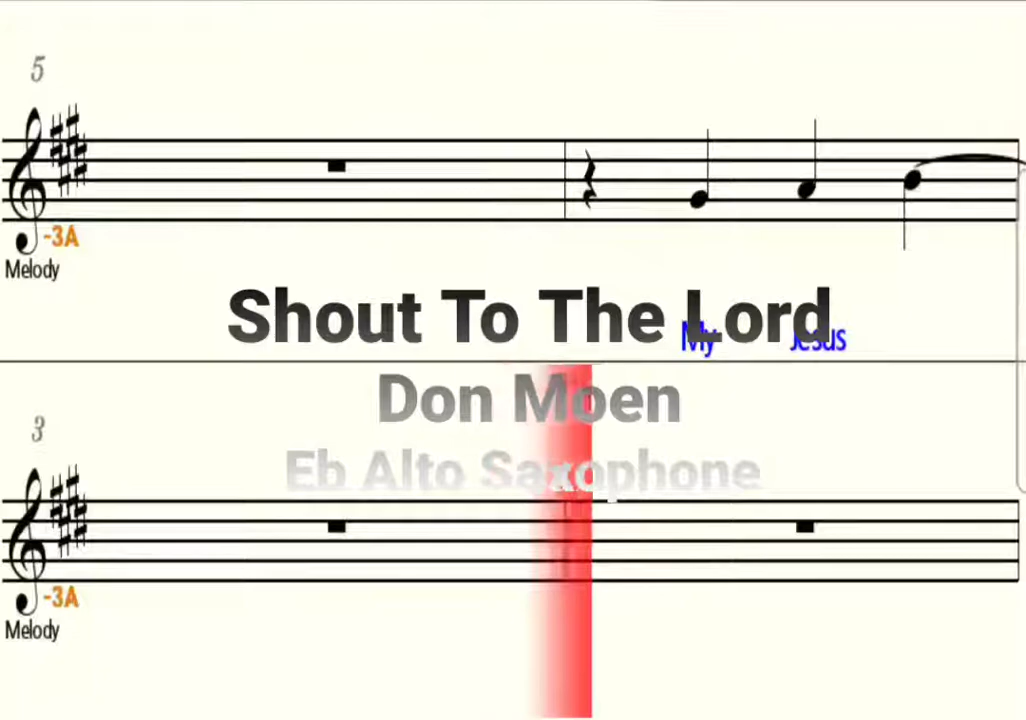 5
-3A
Melody
Shout To The Lord
My Jesus
Don Moen
Eb Alto Saxophone
3
-3A
Melody